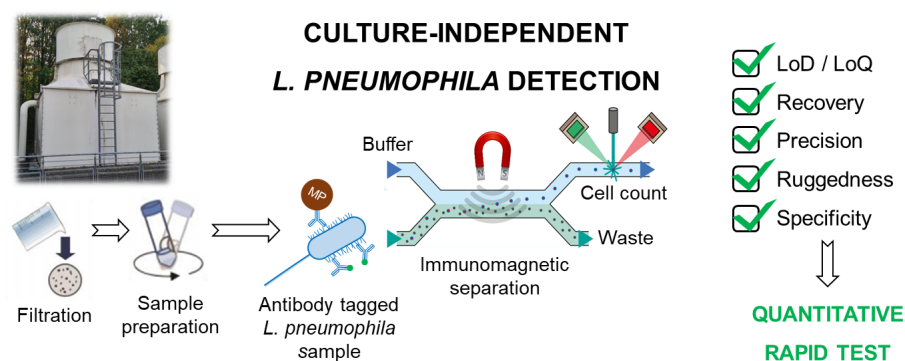 CULTURE-INDEPENDENT
L. PNEUMOPHILA DETECTION
Buffer
MP
Cell count
Waste
Immunomagnetic
separation
Filtration
Sample
preparation
Antibody tagged
L. pneumophila
sample
LoD / LoQ
Recovery
Precision
Ruggedness
Specificity
QUANTITATIVE
RAPID TEST